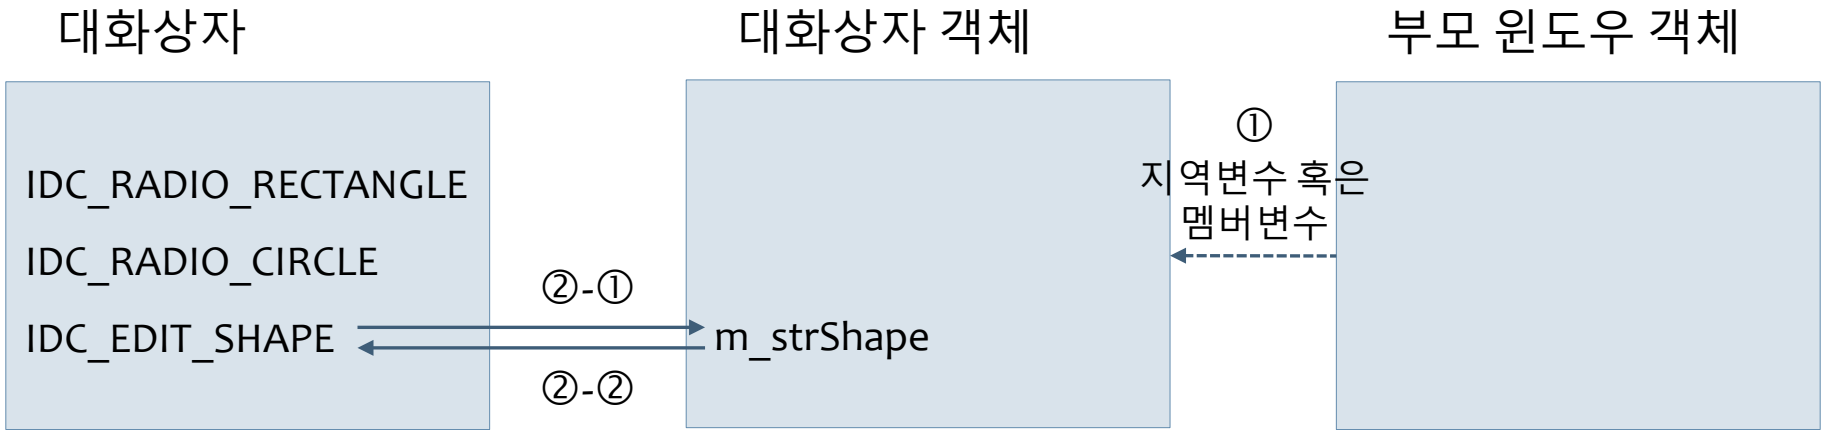 대화상자
대화상자 객체
부모 윈도우 객체
IDC_RADIO_RECTANGLE
IDC_RADIO_CIRCLE
IDC_EDIT_SHAPE
②-①
②-②
m_strShape
①
지역변수 혹은
멤버변수